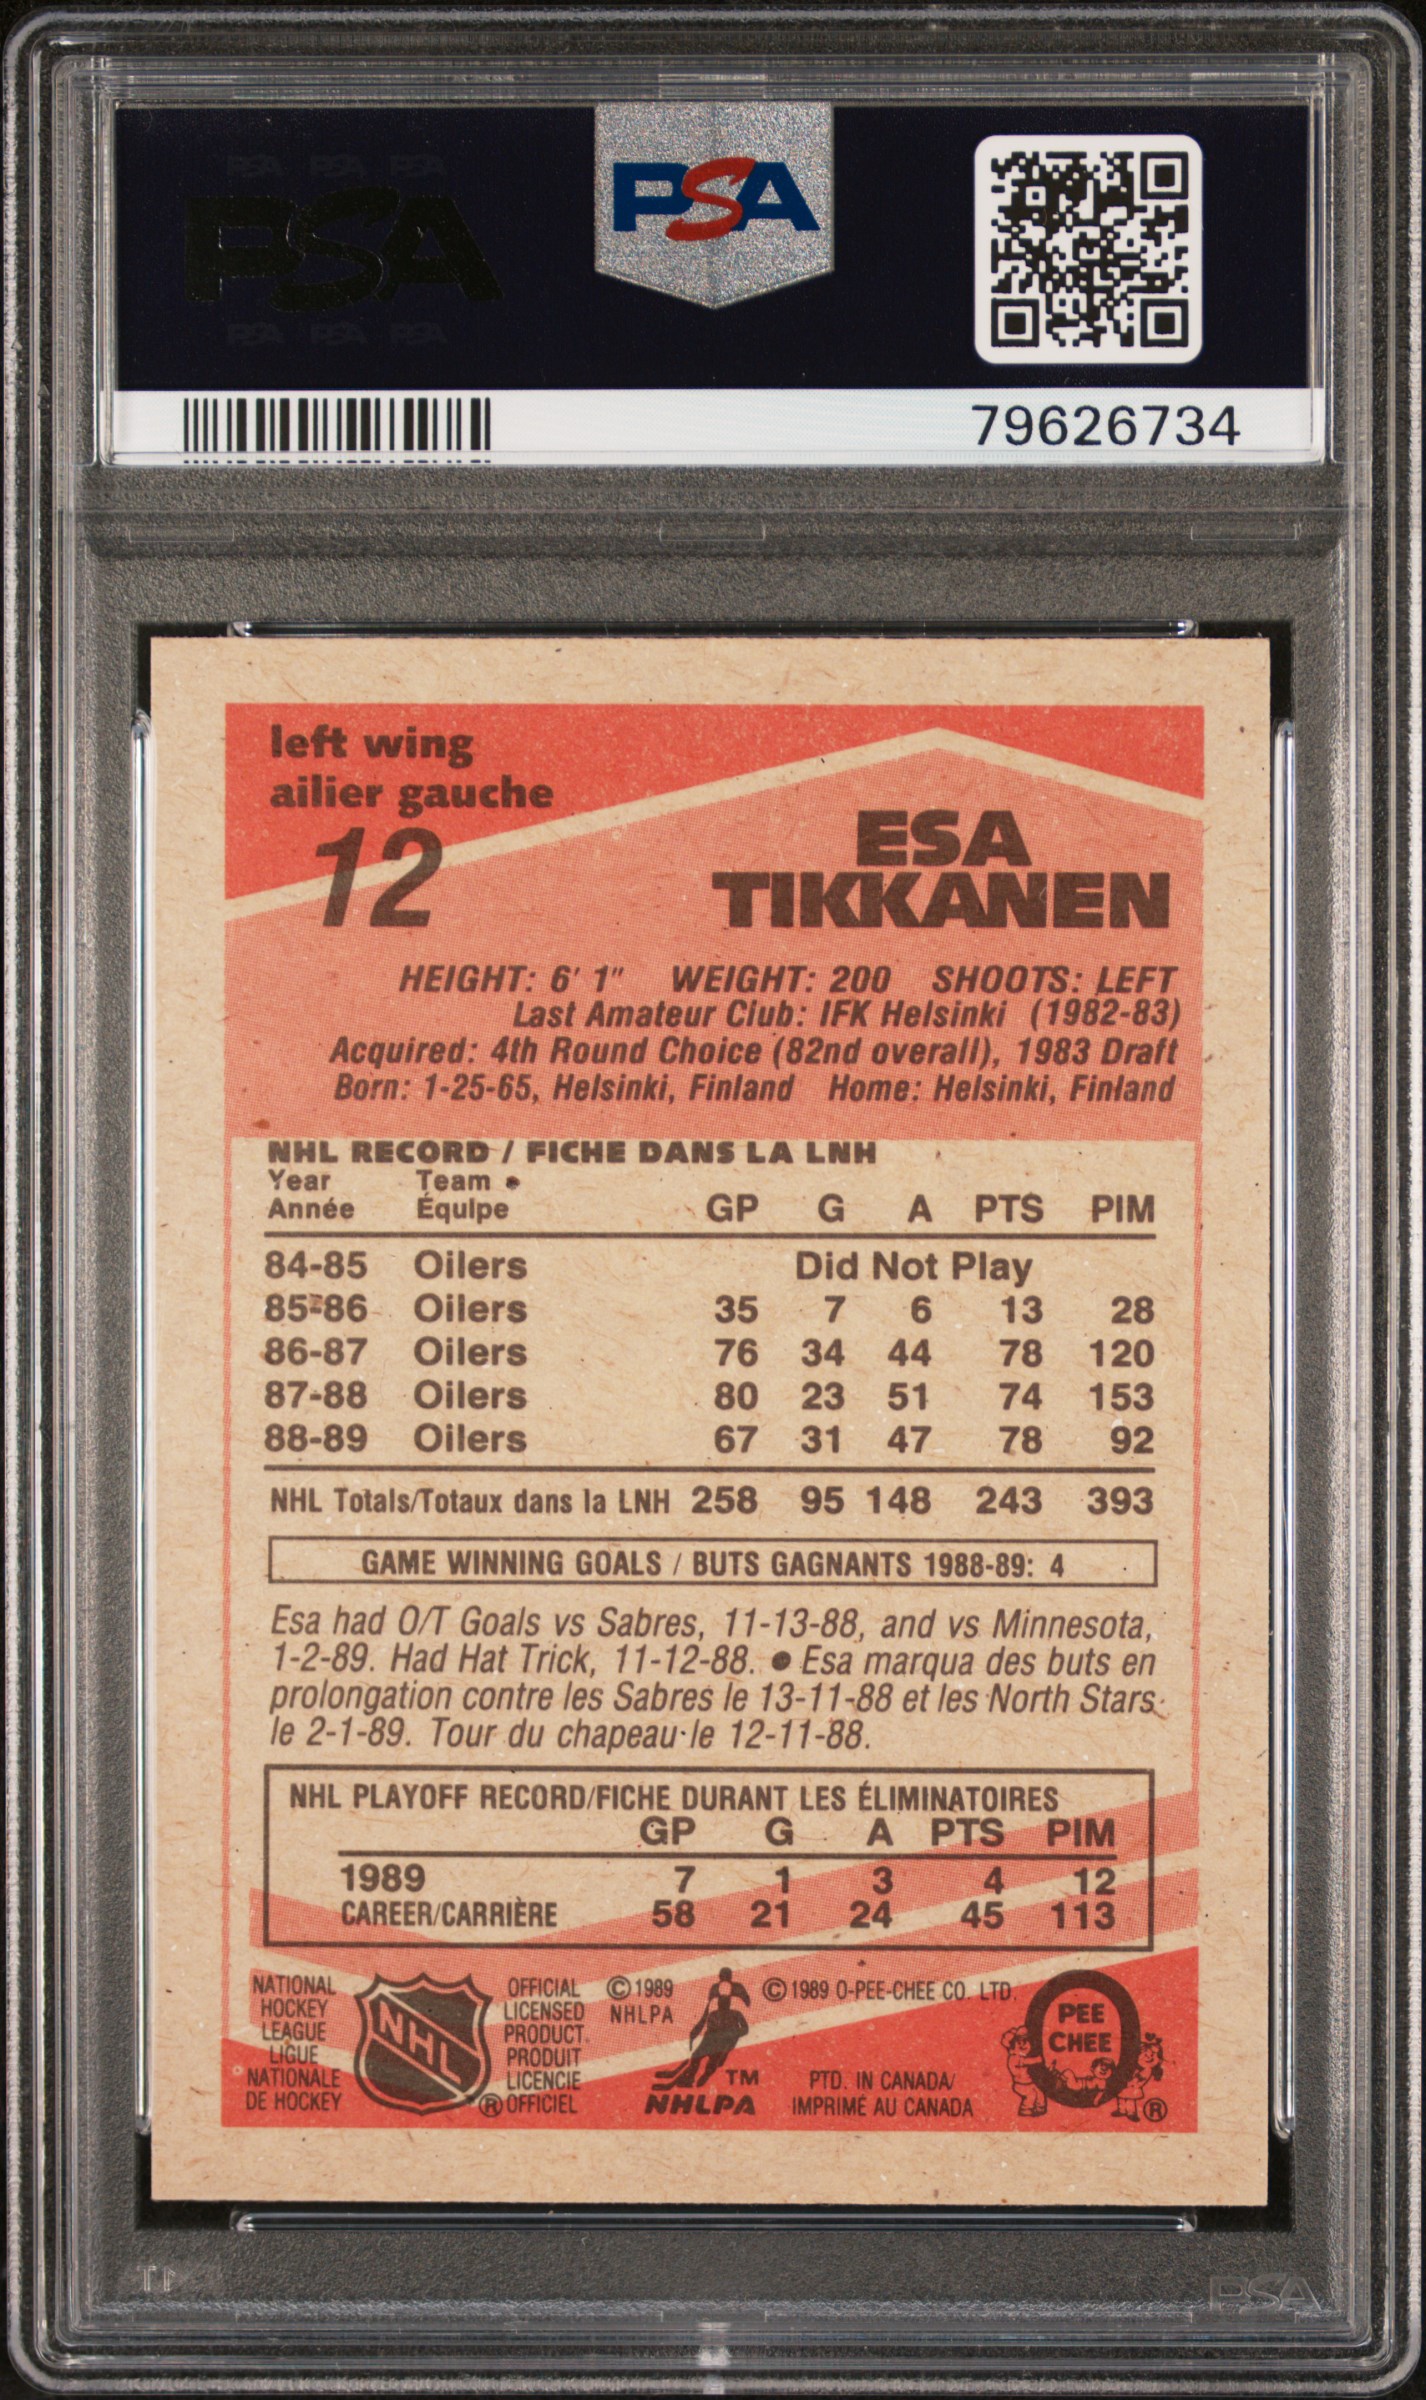 PSA PSA PSA
PSA
PSA PSA PSA
PSA
79626734
left wing
ailier gauche
12
ESA
TIKKANEN
HEIGHT: 6' 1" WEIGHT: 200 SHOOTS: LEFT
Last Amateur Club: IFK Helsinki (1982-83)
Acquired: 4th Round Choice (82nd overall), 1983 Draft
Born: 1-25-65, Helsinki, Finland Home: Helsinki, Finland
NHL RECORD / FICHE DANS LA LNH
Year Team
Année Équipe GP G A PTS PIM
84-85 Oilers Did Not Play
85-86 Oilers 35 7 6 13 28
86-87 Oilers 76 34 44 78 120
87-88 Oilers 80 23 51 74 153
88-89 Oilers 67 31 47 78 92
NHL Totals/Totaux dans la LNH 258 95 148 243 393
GAME WINNING GOALS / BUTS GAGNANTS 1988-89: 4
Esa had O/T Goals vs Sabres, 11-13-88, and vs Minnesota,
1-2-89. Had Hat Trick, 11-12-88. ● Esa marqua des buts en
prolongation contre les Sabres le 13-11-88 et les North Stars
le 2-1-89. Tour du chapeau le 12-11-88.
NHL PLAYOFF RECORD/FICHE DURANT LES ÉLIMINATOIRES
GP G A PTS PIM
1989 7 1 3 4 12
CAREER/CARRIÈRE 58 21 24 45 113
NATIONAL
HOCKEY
LEAGUE
LIGUE
NATIONALE
DE HOCKEY
NHL
®
OFFICIAL
LICENSED
PRODUCT.
PRODUIT
LICENCIE
OFFICIEL
©1989
NHLPA
TM
NHLPA
©1989 O-PEE-CHEE CO. LTD.
PTD. IN CANADA/
IMPRIMÉ AU CANADA
PEE
CHEE
®
PSA